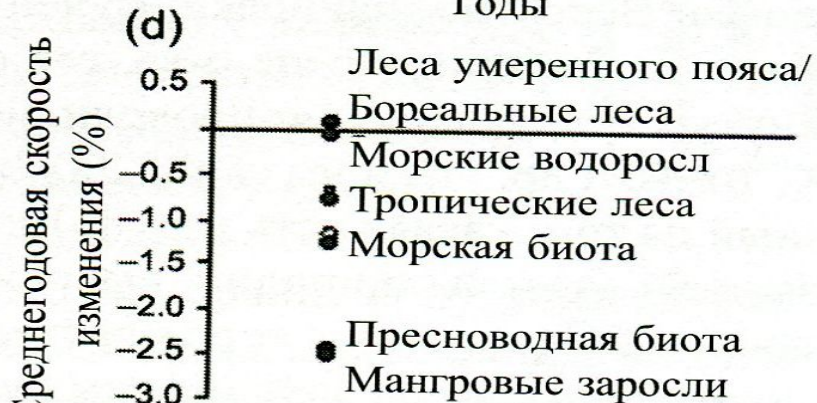 Годы
(d)
Среднегодовая скорость
изменения (%)
0.5
–0.5
–1.0
–1.5
–2.0
–2.5
–3.0
Леса умеренного пояса/
Бореальные леса
Морские водоросл
Тропические леса
Морская биота
Пресноводная биота
Мангровые заросли